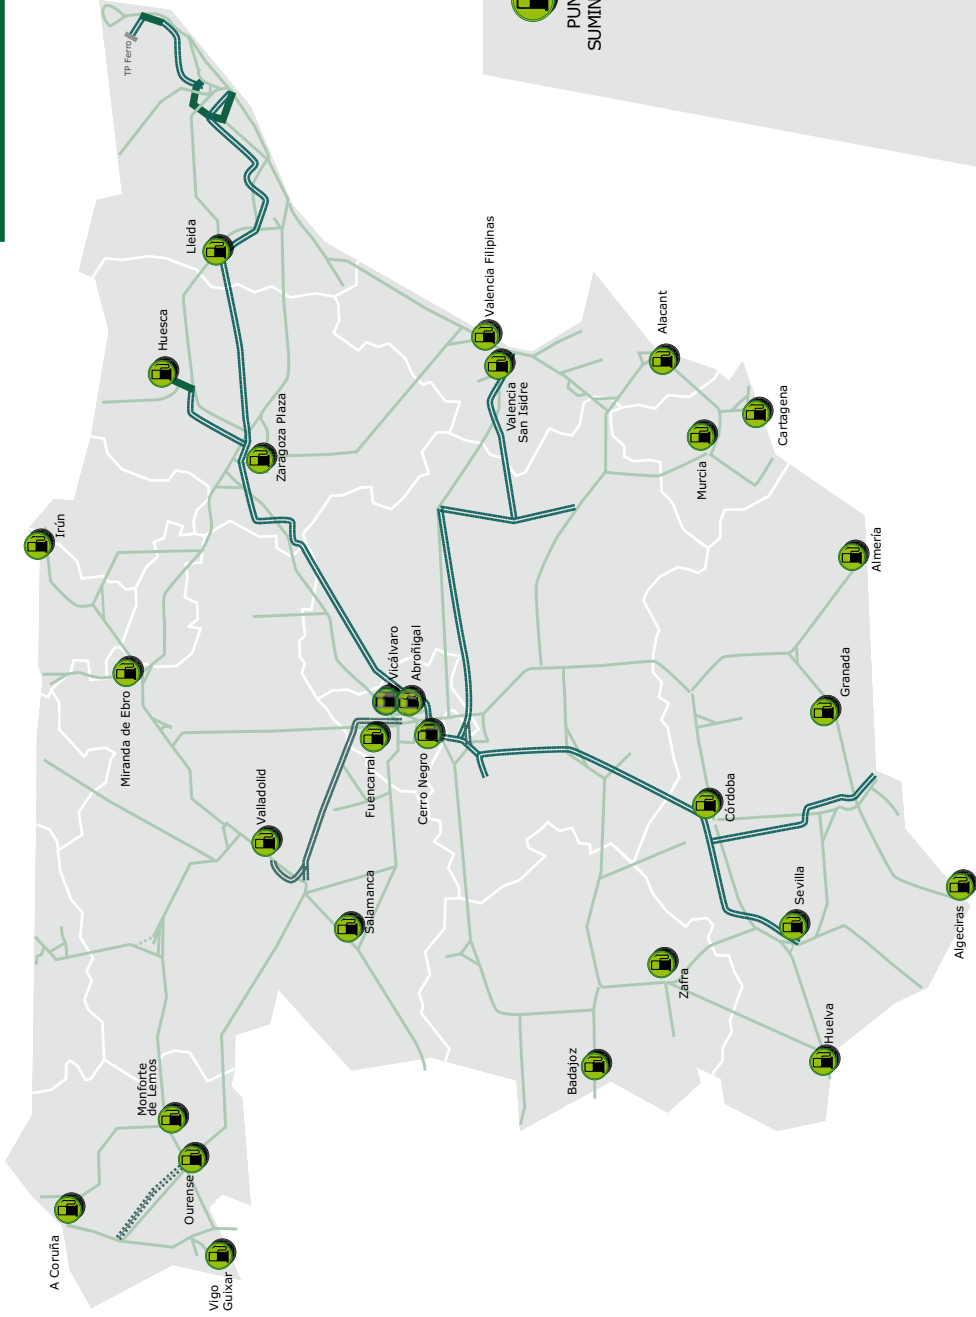 PUN
SUMIN
TP Ferro
Lleida
Huesca
Valencia Filipinas
Valencia
San Isidre
Alacant
Cartagena
Murcia
Zaragoza Plaza
Irún
Almería
Vicálvaro
Abroñigal
Miranda de Ebro
Granada
Fuencarral
Cerro Negro
Valladolid
Córdoba
Salamanca
Sevilla
Algeciras
Zafra
Huelva
Badajoz
Monforte
de Lemos
Ourense
A Coruña
Vigo
Guixar